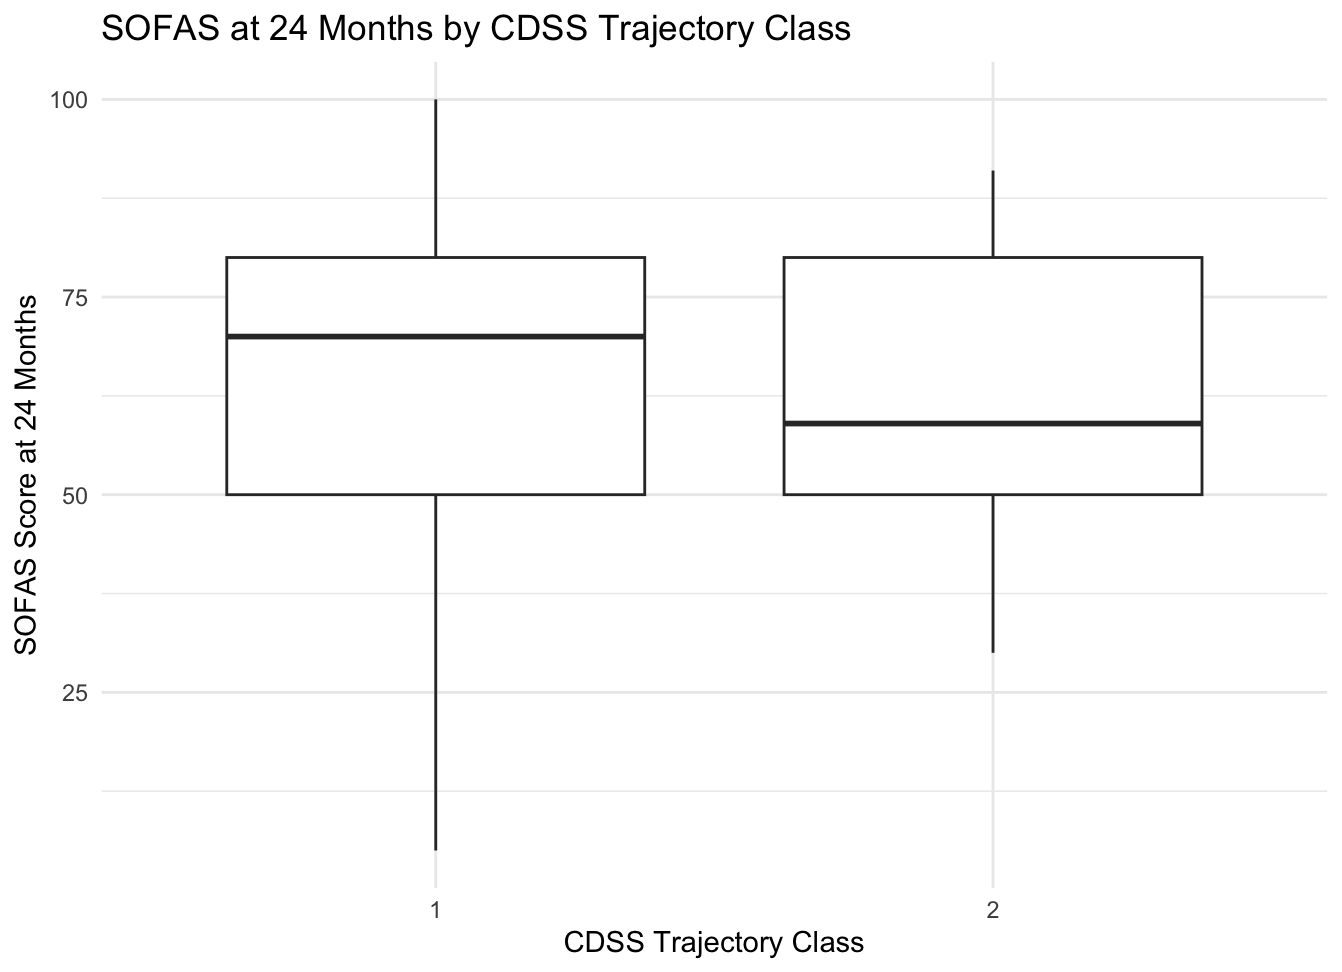 SOFAS at 24 Months by CDSS Trajectory Class
SOFAS Score at 24 Months
100
75
50
25
1 2
CDSS Trajectory Class